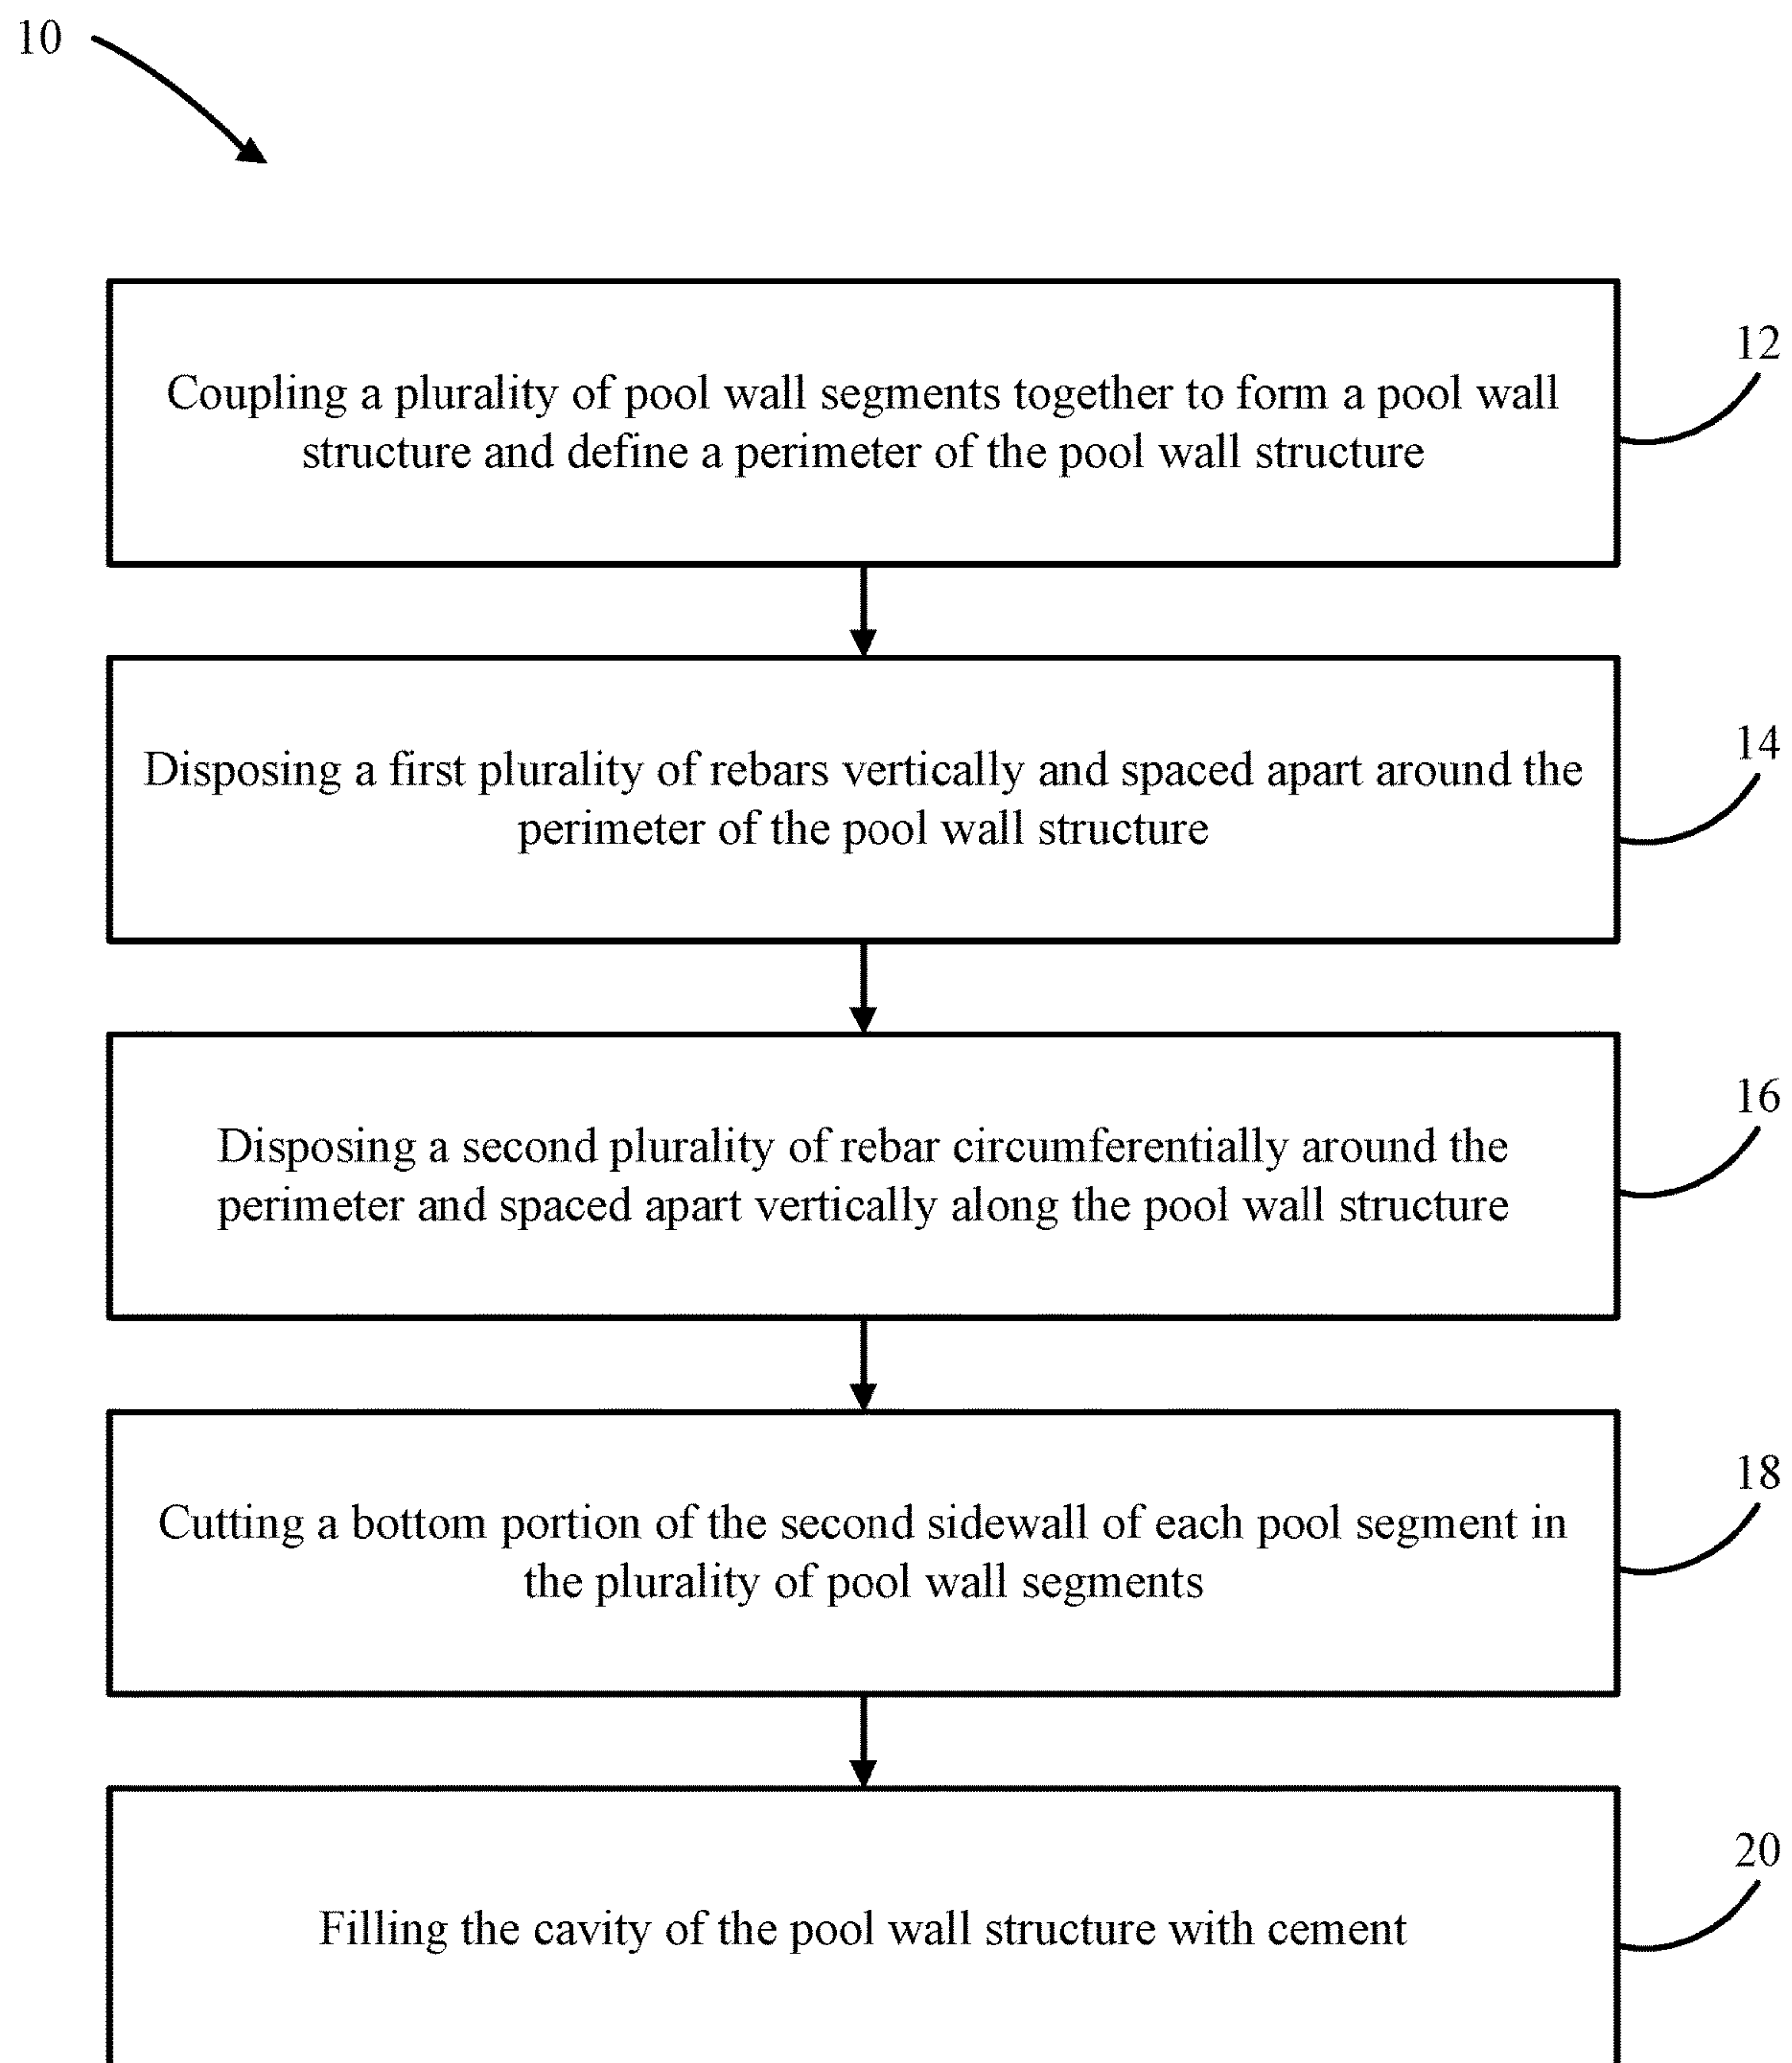 10
12
Coupling a plurality of pool wall segments together to form a pool wall
structure and define a perimeter of the pool wall structure
14
Disposing a first plurality of rebars vertically and spaced apart around the
perimeter of the pool wall structure
16
Disposing a second plurality of rebar circumferentially around the
perimeter and spaced apart vertically along the pool wall structure
18
Cutting a bottom portion of the second sidewall of each pool segment in
the plurality of pool wall segments
20
Filling the cavity of the pool wall structure with cement